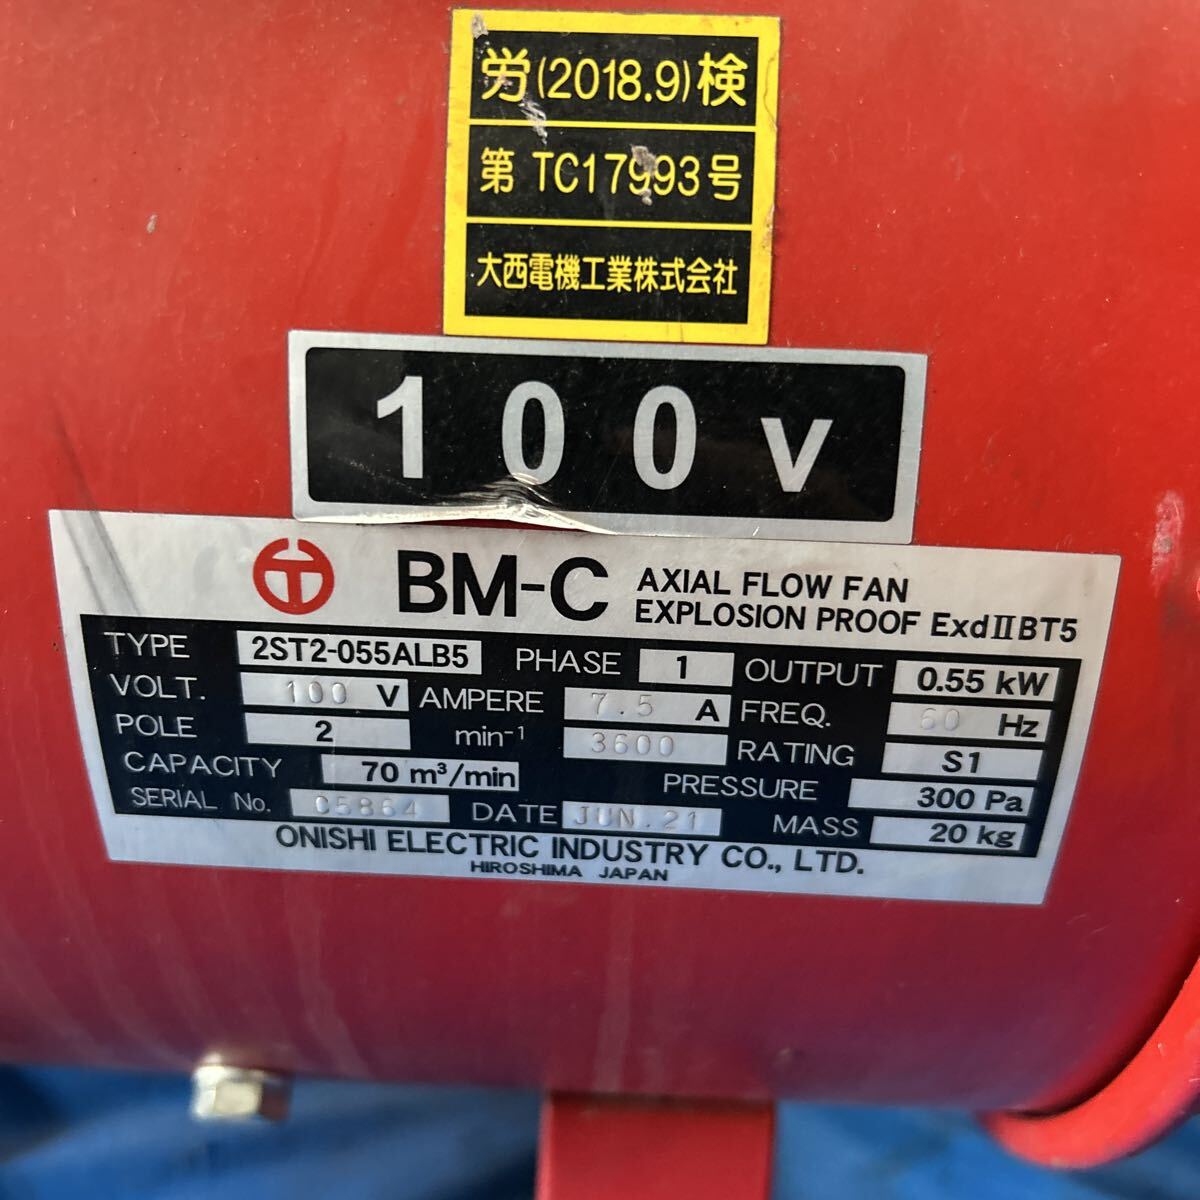 労(2018.9)検
第 TC17993号
大西電機工業株式会社
100V
BM-C AXIAL FLOW FAN
EXPLOSION PROOF ExdⅡBT5
TYPE 2ST2-055ALB5 PHASE 1 OUTPUT 0.55 kW
VOLT. 100 V AMPERE 7.5 A FREQ. 60 Hz
POLE 2 min⁻¹ 3600 RATING S1
CAPACITY 70 m³/min PRESSURE 300 Pa
SERIAL No. C5864 DATE JUN.21 MASS 20 kg
ONISHI ELECTRIC INDUSTRY CO., LTD.
HIROSHIMA JAPAN